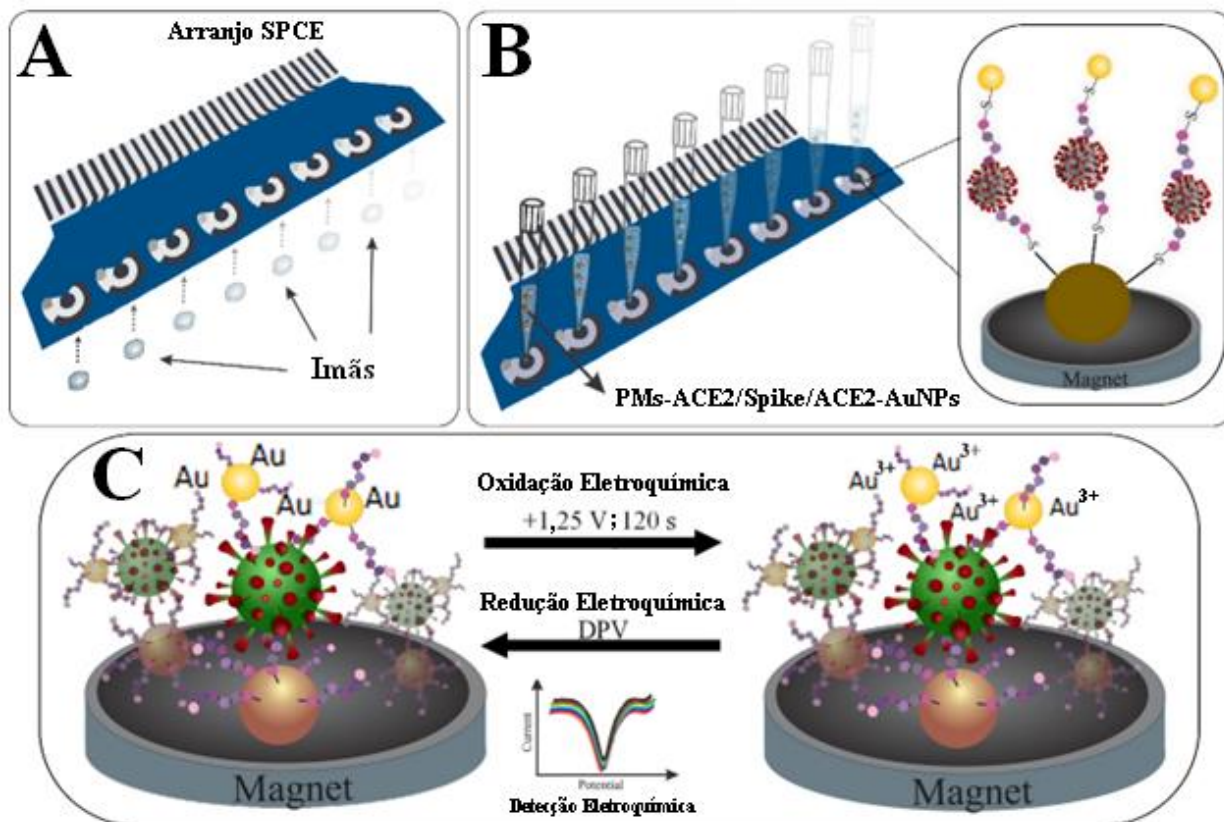 A
Arranjo SPCE
Imãs
B
PMs-ACE2/Spike/ACE2-AuNPs
S
S
S
S
S
S
Magnet
C
Au
Au
Au
Au
Oxidação Eletroquímica
+1,25 V; 120 s
Redução Eletroquímica
DPV
Current
Potential
Detecção Eletroquímica
Au3+
Au3+
Au3+
Au3+
Magnet
Magnet